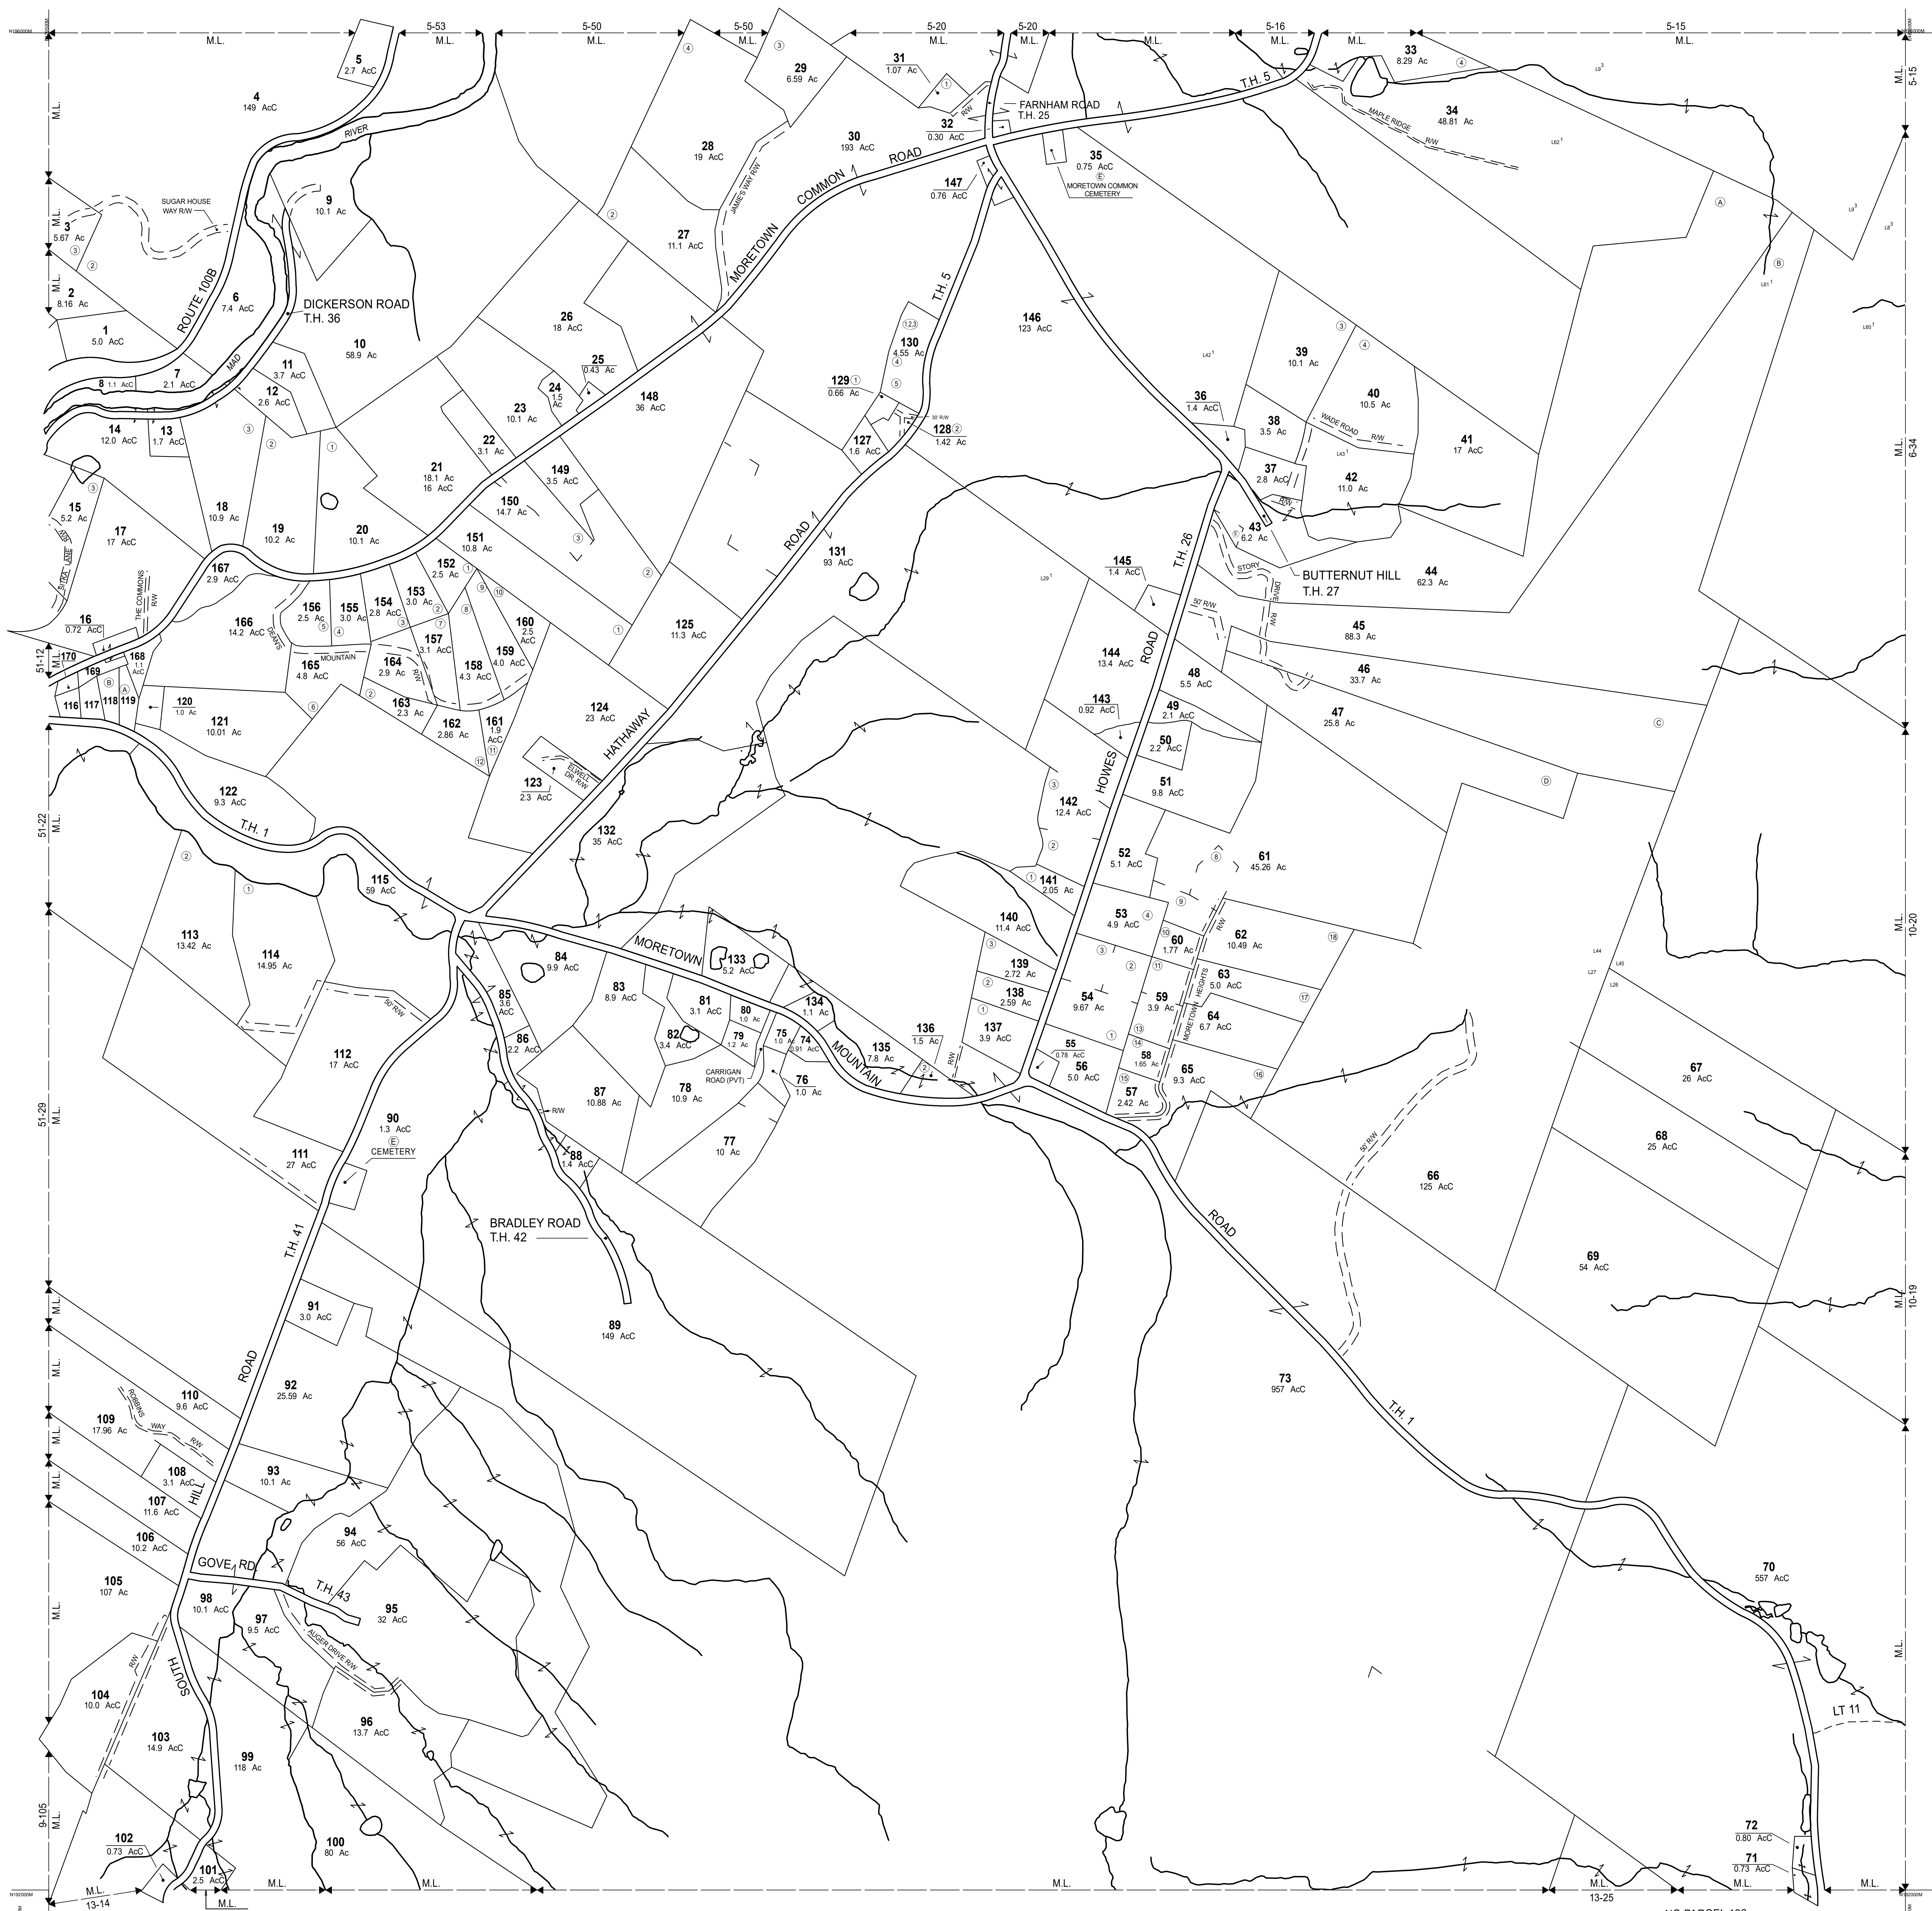 N196000M
5-53
5-50
5-50
5-20
5-20
5-16
5-15
M.L.
M.L.
M.L.
M.L.
M.L.
M.L.
M.L.
M.L.
M.L.
M.L.
5
2.7 AcC
4
149 AcC
29
6.59 Ac
31
1.07 Ac
33
8.29 Ac
34
48.81 Ac
FARNHAM ROAD
T.H. 25
T.H. 5
R/W
RIVER
28
19 AcC
30
193 AcC
32
0.30 AcC
ROAD
COMMON
MORETOWN
35
0.75 AcC
E
MORETOWN COMMON
CEMETERY
MAPLE RIDGE
R/W
147
0.76 AcC
JAMIE'S WAY R/W
SUGAR HOUSE
WAY R/W
9
10.1 Ac
3
5.67 Ac
27
11.1 AcC
2
8.16 Ac
6
7.4 AcC
ROUTE 100B
DICKERSON ROAD
T.H. 36
MAD
1
5.0 AcC
10
58.9 Ac
26
18 AcC
25
0.43 Ac
24
1.5
Ac
148
36 AcC
T.H. 5
130
4.55 Ac
129
0.66 Ac
30' R/W
128
1.42 Ac
127
1.6 AcC
146
123 AcC
39
10.1 Ac
40
10.5 Ac
36
1.4 AcC
38
3.5 Ac
WADE ROAD
R/W
41
17 AcC
37
2.8 AcC
42
11.0 Ac
R/W
43
6.2 Ac
E
BUTTERNUT HILL
T.H. 27
44
62.3 Ac
7
2.1 AcC
8 1.1 AcC
11
3.7 AcC
12
2.6 AcC
14
12.0 AcC
13
1.7 AcC
23
10.1 Ac
22
3.1 Ac
21
18.1 Ac
16 AcC
149
3.5 AcC
150
14.7 Ac
15
5.2 Ac
17
17 AcC
18
10.9 Ac
19
10.2 Ac
20
10.1 Ac
151
10.8 Ac
ROAD
131
93 AcC
T.H. 26
145
1.4 AcC
STORY
DRIVE
R/W
50' R/W
SITKA LANE
R/W
THE COMMONS
R/W
167
2.9 AcC
152
2.5 Ac
153
3.0 Ac
154
2.8 AcC
155
3.0 Ac
156
2.5 Ac
16
0.72 AcC
166
14.2 AcC
DEAN'S
MOUNTAIN
R/W
157
3.1 AcC
158
4.3 AcC
159
4.0 AcC
160
2.5
AcC
125
11.3 AcC
45
88.3 Ac
46
33.7 Ac
47
25.8 Ac
144
13.4 AcC
ROAD
48
5.5 AcC
143
0.92 AcC
49
2.1 AcC
50
2.2 AcC
170
169
168
1.1
AcC
116
117
118
119
165
4.8 AcC
164
2.9 Ac
163
2.3 Ac
162
2.86 Ac
161
1.9
AcC
120
1.0 Ac
121
10.01 Ac
124
23 AcC
HATHAWAY
ELWELL
DR. R/W
123
2.3 AcC
HOWES
51
9.8 AcC
142
12.4 AcC
122
9.3 AcC
T.H. 1
132
35 AcC
52
5.1 AcC
61
45.26 Ac
115
59 AcC
141
2.05 Ac
113
13.42 Ac
114
14.95 Ac
MORETOWN
84
9.9 AcC
133
5.2 AcC
140
11.4 AcC
53
4.9 AcC
60
1.77 Ac
62
10.49 Ac
R/W
85
3.6
AcC
83
8.9 AcC
81
3.1 AcC
80
1.0 Ac
134
1.1 Ac
139
2.72 Ac
138
2.59 Ac
54
9.67 Ac
59
3.9 Ac
MORETOWN HEIGHTS
63
5.0 AcC
64
6.7 AcC
50' R/W
86
2.2 AcC
82
3.4 AcC
79
1.2 Ac
75
1.0 Ac
74
0.91 AcC
112
17 AcC
MOUNTAIN
135
7.8 Ac
136
1.5 Ac
R/W
137
3.9 AcC
55
0.78 AcC
56
5.0 AcC
58
1.65 Ac
65
9.3 AcC
57
2.42 Ac
CARRIGAN
ROAD (PVT)
76
1.0 Ac
87
10.88 Ac
78
10.9 Ac
77
10 Ac
67
26 AcC
68
25 AcC
90
1.3 AcC
E
CEMETERY
R/W
88
1.4 AcC
111
27 AcC
50' R/W
66
125 AcC
T.H. 41
BRADLEY ROAD
T.H. 42
ROAD
69
54 AcC
91
3.0 AcC
89
149 AcC
ROAD
92
25.59 Ac
73
957 AcC
T.H. 1
110
9.6 AcC
ROBBINS
WAY
R/W
109
17.96 Ac
108
3.1 AcC
93
10.1 Ac
HILL
107
11.6 AcC
106
10.2 AcC
94
56 AcC
GOVE RD.
T.H. 43
105
107 Ac
98
10.1 AcC
97
9.5 AcC
95
32 AcC
AUGER DRIVE R/W
70
557 AcC
R/W
SOUTH
104
10.0 AcC
103
14.9 AcC
96
13.7 AcC
99
118 Ac
LT 11
102
0.73 AcC
101
2.5 AcC
100
80 Ac
72
0.80 AcC
71
0.73 AcC
51-12
51-22
51-29
9-105
5-15
6-34
10-20
10-19
N192000M
M.L.
13-14
M.L.
M.L.
M.L.
M.L.
M.L.
13-25
M.L.
M.L.
N192000M